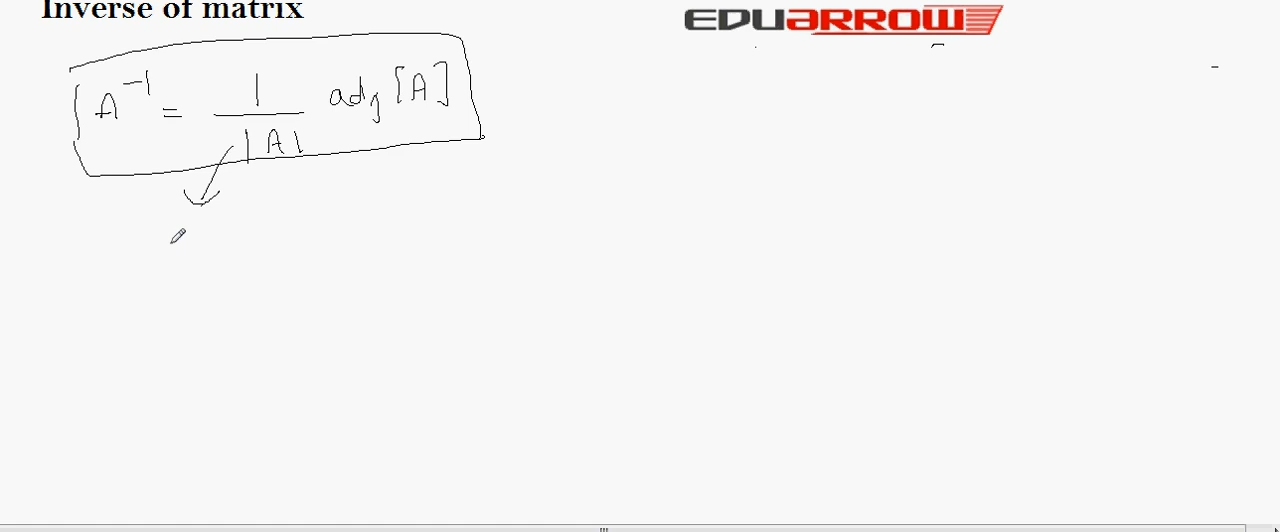 Inverse of matrix
EDUARROW
A⁻¹ = 1/|A| adj [A]